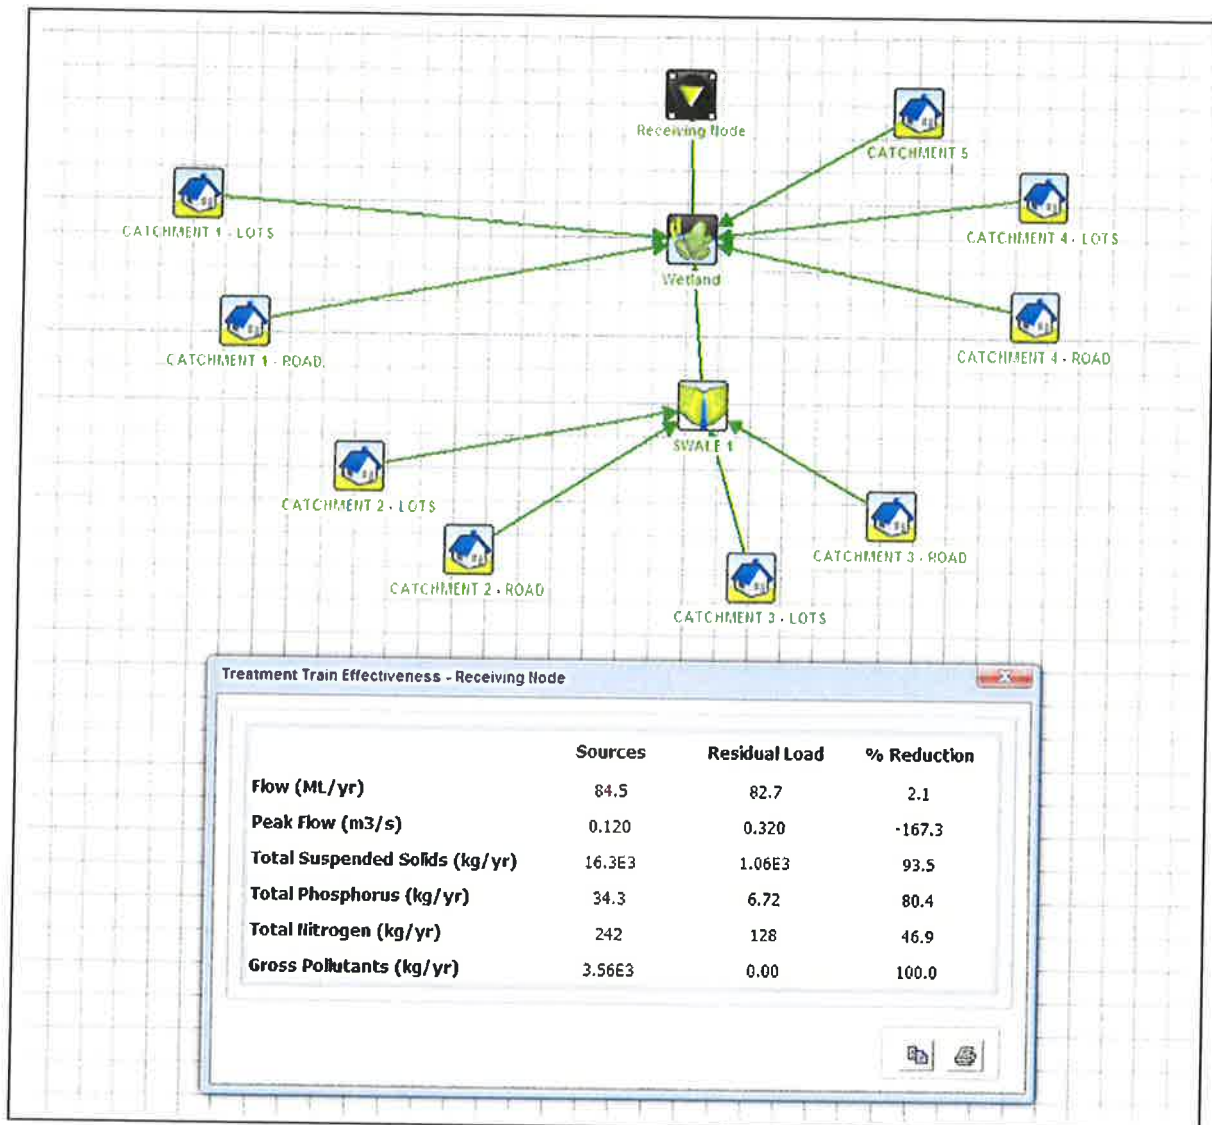 Receiving Node
CATCHMENT 5
CATCHMENT 1 - LOTS
CATCHMENT 4 - LOTS
Wetland
CATCHMENT 1 - ROAD
CATCHMENT 4 - ROAD
SWALE 1
CATCHMENT 2 - LOTS
CATCHMENT 3 - ROAD
CATCHMENT 2 - ROAD
CATCHMENT 3 - LOTS
Treatment Train Effectiveness - Receiving Node
Sources Residual Load % Reduction
Flow (ML/yr) 84.5 82.7 2.1
Peak Flow (m3/s) 0.120 0.320 -167.3
Total Suspended Solids (kg/yr) 16.3E3 1.06E3 93.5
Total Phosphorus (kg/yr) 34.3 6.72 80.4
Total Nitrogen (kg/yr) 242 128 46.9
Gross Pollutants (kg/yr) 3.56E3 0.00 100.0